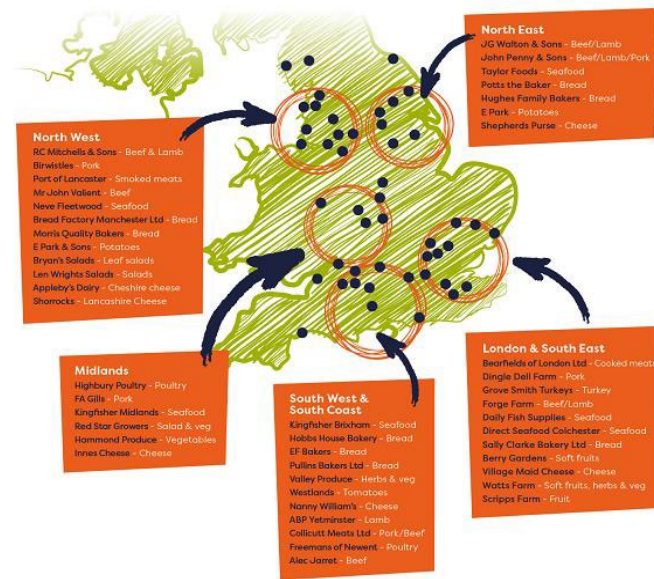 North East
JG Walton & Sons - Beef/Lamb
John Penny & Sons - Beef/Lamb/Pork
Taylor Foods - Seafood
Potts the Baker - Bread
Hughes Family Bakers - Bread
E Park - Potatoes
Shepherds Purse - Cheese
North West
RC Mitchells & Sons - Beef & Lamb
Birwistles - Pork
Port of Lancaster - Smoked meats
Mr John Valient - Beef
Neve Fleetwood - Seafood
Bread Factory Manchester Ltd - Bread
Morris Quality Bakers - Bread
E Park & Sons - Potatoes
Bryan's Salads - Leaf salads
Len Wrights Salads - Salads
Appleby's Dairy - Cheshire cheese
Shorrocks - Lancashire Cheese
Midlands
Highbury Poultry - Poultry
FA Gills - Pork
Kingfisher Midlands - Seafood
Red Star Growers - Salad & veg
Hammond Produce - Vegetables
Innes Cheese - Cheese
South West &
South Coast
Kingfisher Brixham - Seafood
Hobbs House Bakery - Bread
EF Bakers - Bread
Pullins Bakers Ltd - Bread
Valley Produce - Herbs & veg
Westlands - Tomatoes
Nanny William's - Cheese
ABP Yetminster - Lamb
Collicutt Meats Ltd - Pork/Beef
Freemans of Newent - Poultry
Alec Jarret - Beef
London & South East
Bearfields of London Ltd - Cooked meats
Dingle Dell Farm - Pork
Grove Smith Turkeys - Turkey
Forge Farm - Beef/Lamb
Daily Fish Supplies - Seafood
Direct Seafood Colchester - Seafood
Sally Clarke Bakery Ltd - Bread
Berry Gardens - Soft fruits
Village Maid Cheese - Cheese
Watts Farm - Soft fruits, herbs & veg
Scripps Farm - Fruit